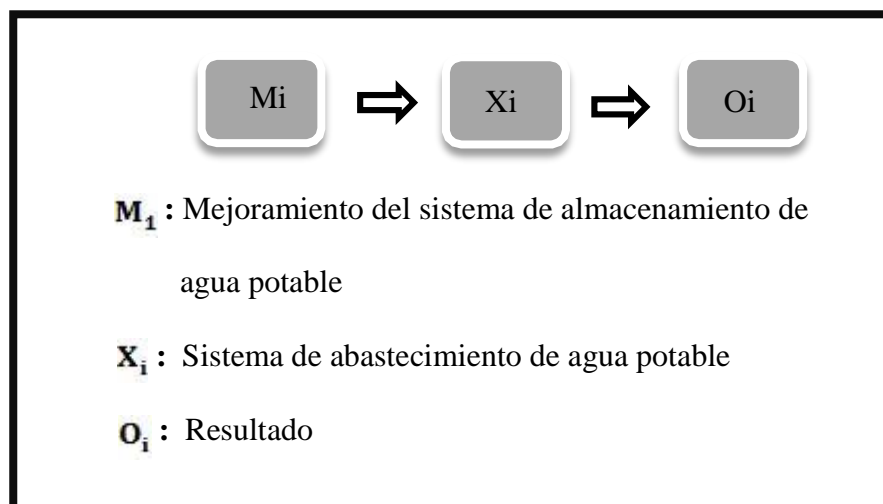 Mi Xi Oi
M₁ : Mejoramiento del sistema de almacenamiento de
agua potable
Xᵢ : Sistema de abastecimiento de agua potable
Oᵢ : Resultado